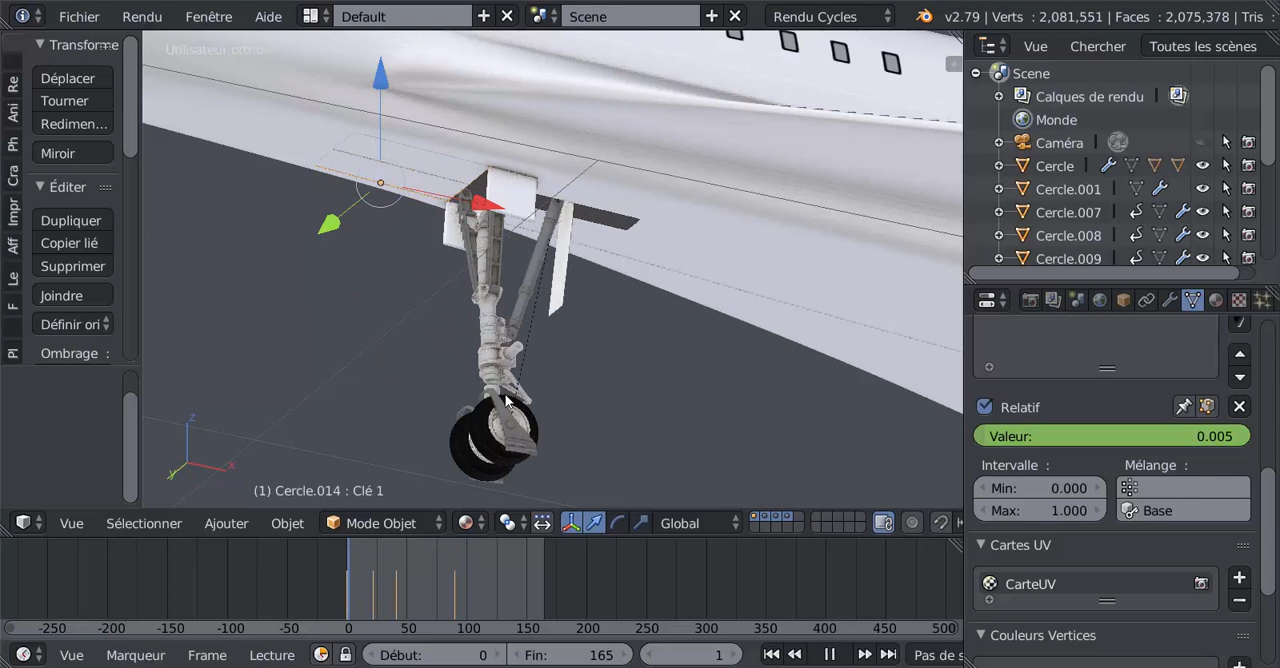 Fichier Rendu Fenêtre Aide Default Scene Rendu Cycles v2.79 | Verts : 2,081,551 | Faces : 2,075,378 | Tris
Transforme
Déplacer
Tourner
Redimen...
Miroir
Éditer
Dupliquer
Copier lié
Supprimer
Joindre
Définir ori
Ombrage :
Re
Ani
Ph
Cra
Impr
Aff
Le
F
Pl
Utilisateur ortho
z
x
y
(1) Cercle.014 : Clé 1
Vue Sélectionner Ajouter Objet Mode Objet Global
-250 -200 -150 -100 -50 0 50 100 150 200 250 300 350 400 450 500
Vue Marqueur Frame Lecture Début: 0 Fin: 165 1 Pas de s
Vue Chercher Toutes les scènes
Scene
Calques de rendu
Monde
Caméra
Cercle
Cercle.001
Cercle.007
Cercle.008
Cercle.009
Relatif
Valeur: 0.005
Intervalle : Mélange :
Min: 0.000
Max: 1.000 Base
Cartes UV
CarteUV
Couleurs Vertices